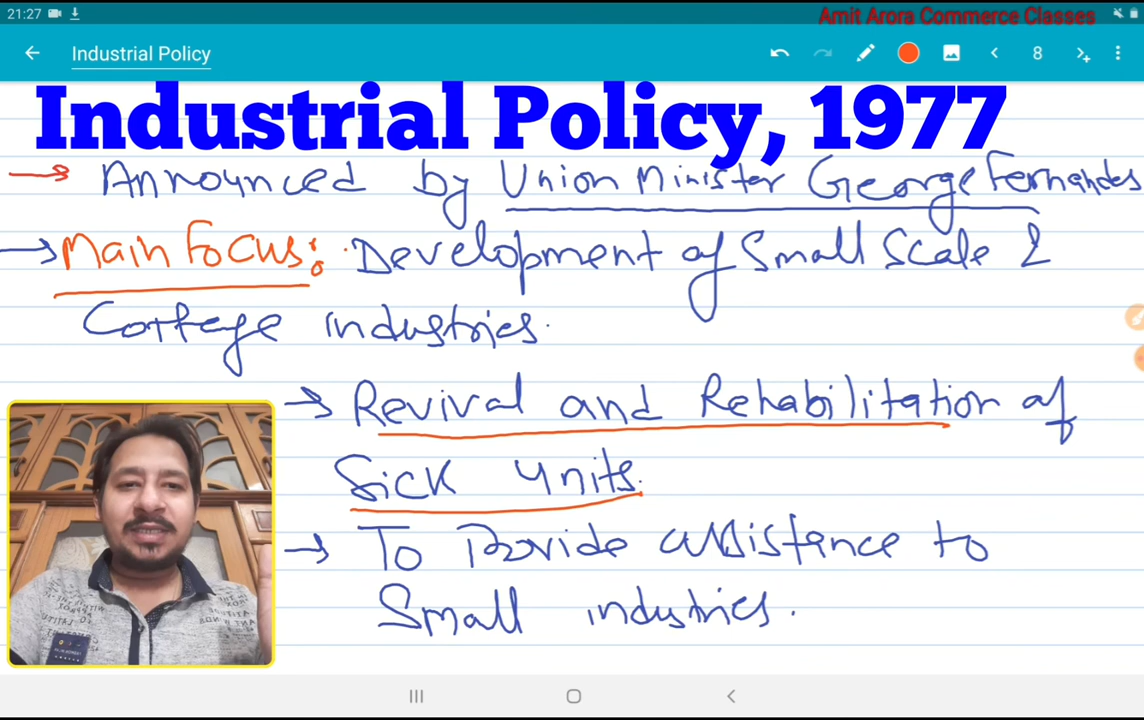 21:27
Amit Arora Commerce Classes
Industrial Policy
8
Industrial Policy, 1977
→ Announced by Union Minister George Fernandes
→ Main focus: Development of Small Scale &
Cottege industries.
→ Revival and Rehabilitation of
Sick Units.
→ To Provide assistance to
Small industries.